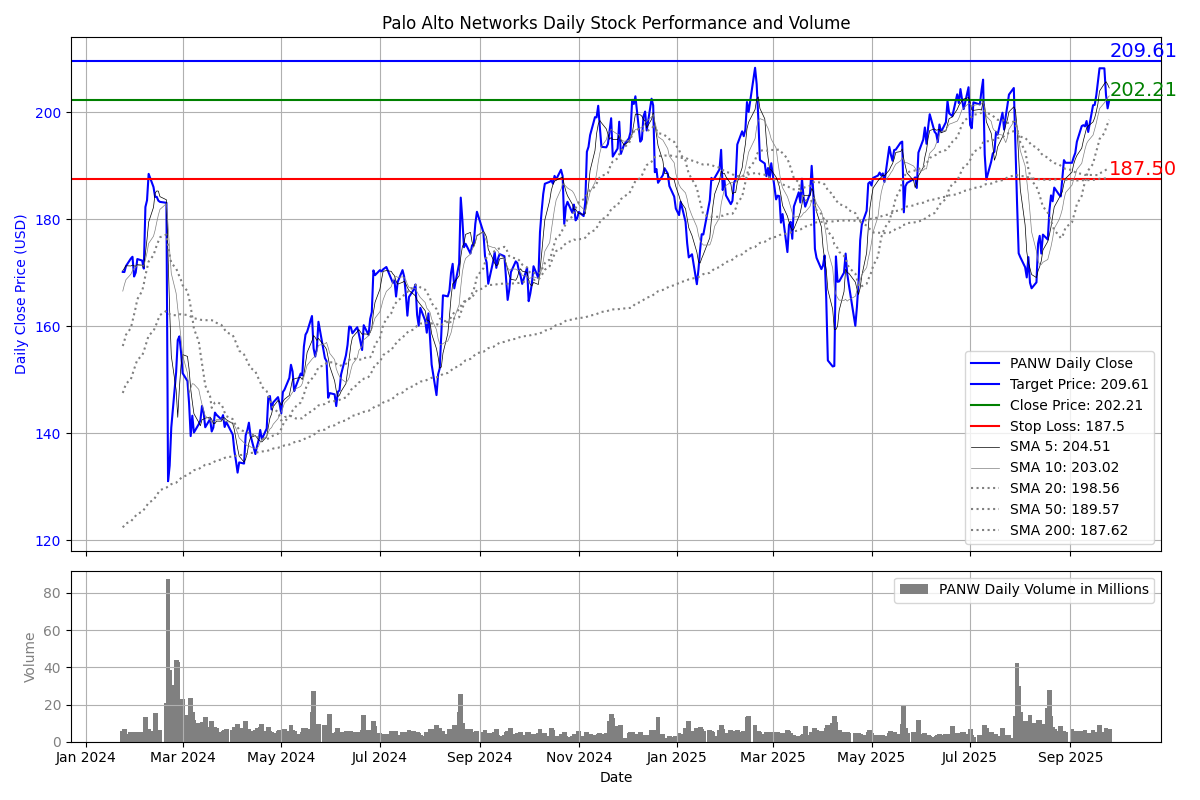 Palo Alto Networks Daily Stock Performance and Volume
209.61
202.21
187.50
Daily Close Price (USD)
200
180
160
140
120
PANW Daily Close
Target Price: 209.61
Close Price: 202.21
Stop Loss: 187.5
SMA 5: 204.51
SMA 10: 203.02
SMA 20: 198.56
SMA 50: 189.57
SMA 200: 187.62
Volume
80
60
40
20
0
PANW Daily Volume in Millions
Jan 2024 Mar 2024 May 2024 Jul 2024 Sep 2024 Nov 2024 Jan 2025 Mar 2025 May 2025 Jul 2025 Sep 2025
Date